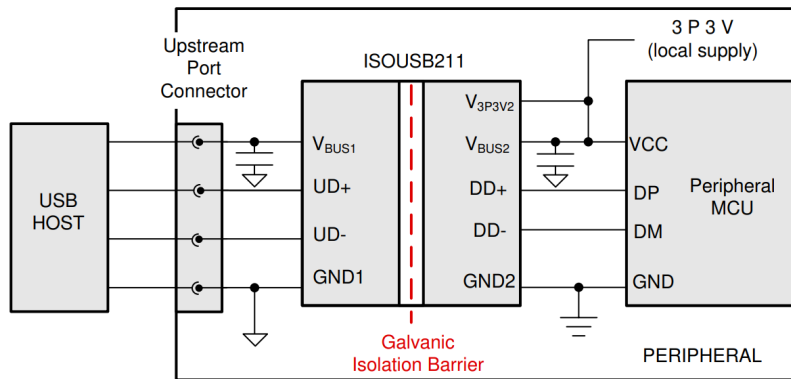 3 P 3 V
(local supply)
Upstream
Port
Connector
ISOUSB211
USB
HOST
VBUS1
UD+
UD-
GND1
V3P3V2
VBUS2
DD+
DD-
GND2
VCC
DP
DM
GND
Peripheral
MCU
Galvanic
Isolation Barrier
PERIPHERAL